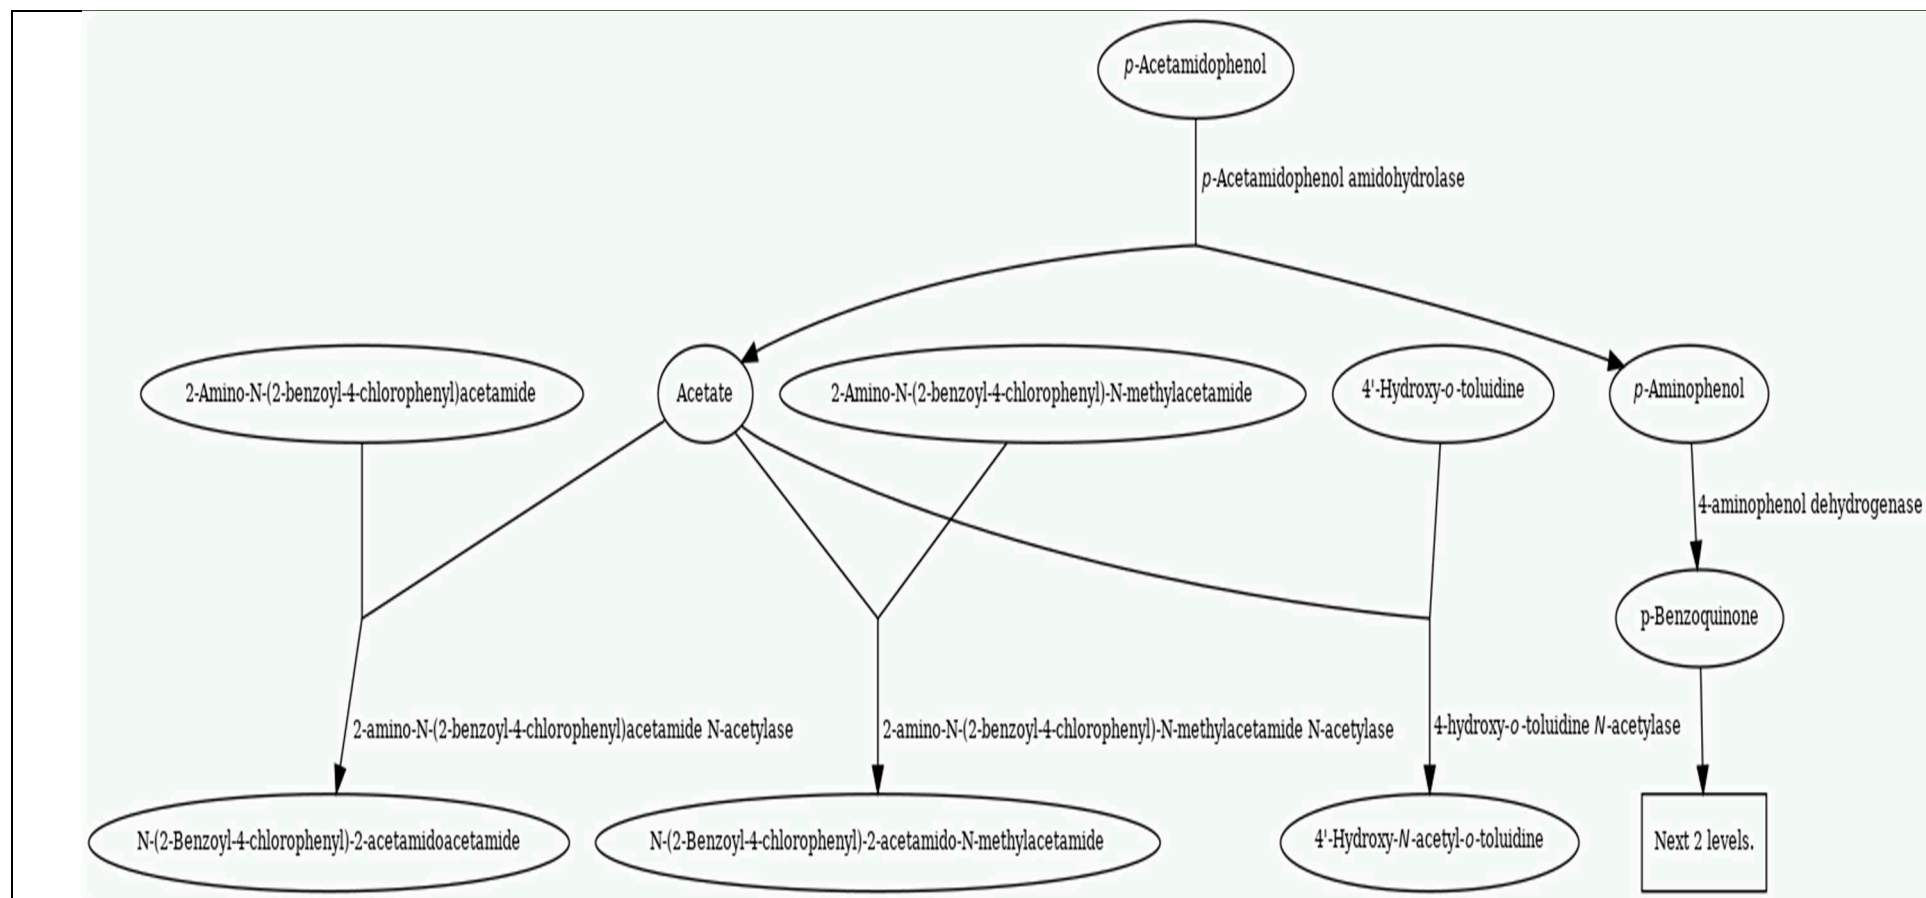 p-Acetamidophenol
p-Acetamidophenol amidohydrolase
2-Amino-N-(2-benzoyl-4-chlorophenyl)acetamide
Acetate
2-Amino-N-(2-benzoyl-4-chlorophenyl)-N-methylacetamide
4'-Hydroxy-o-toluidine
p-Aminophenol
4-aminophenol dehydrogenase
p-Benzoquinone
2-amino-N-(2-benzoyl-4-chlorophenyl)acetamide N-acetylase
2-amino-N-(2-benzoyl-4-chlorophenyl)-N-methylacetamide N-acetylase
4-hydroxy-o-toluidine N-acetylase
N-(2-Benzoyl-4-chlorophenyl)-2-acetamidoacetamide
N-(2-Benzoyl-4-chlorophenyl)-2-acetamido-N-methylacetamide
4'-Hydroxy-N-acetyl-o-toluidine
Next 2 levels.